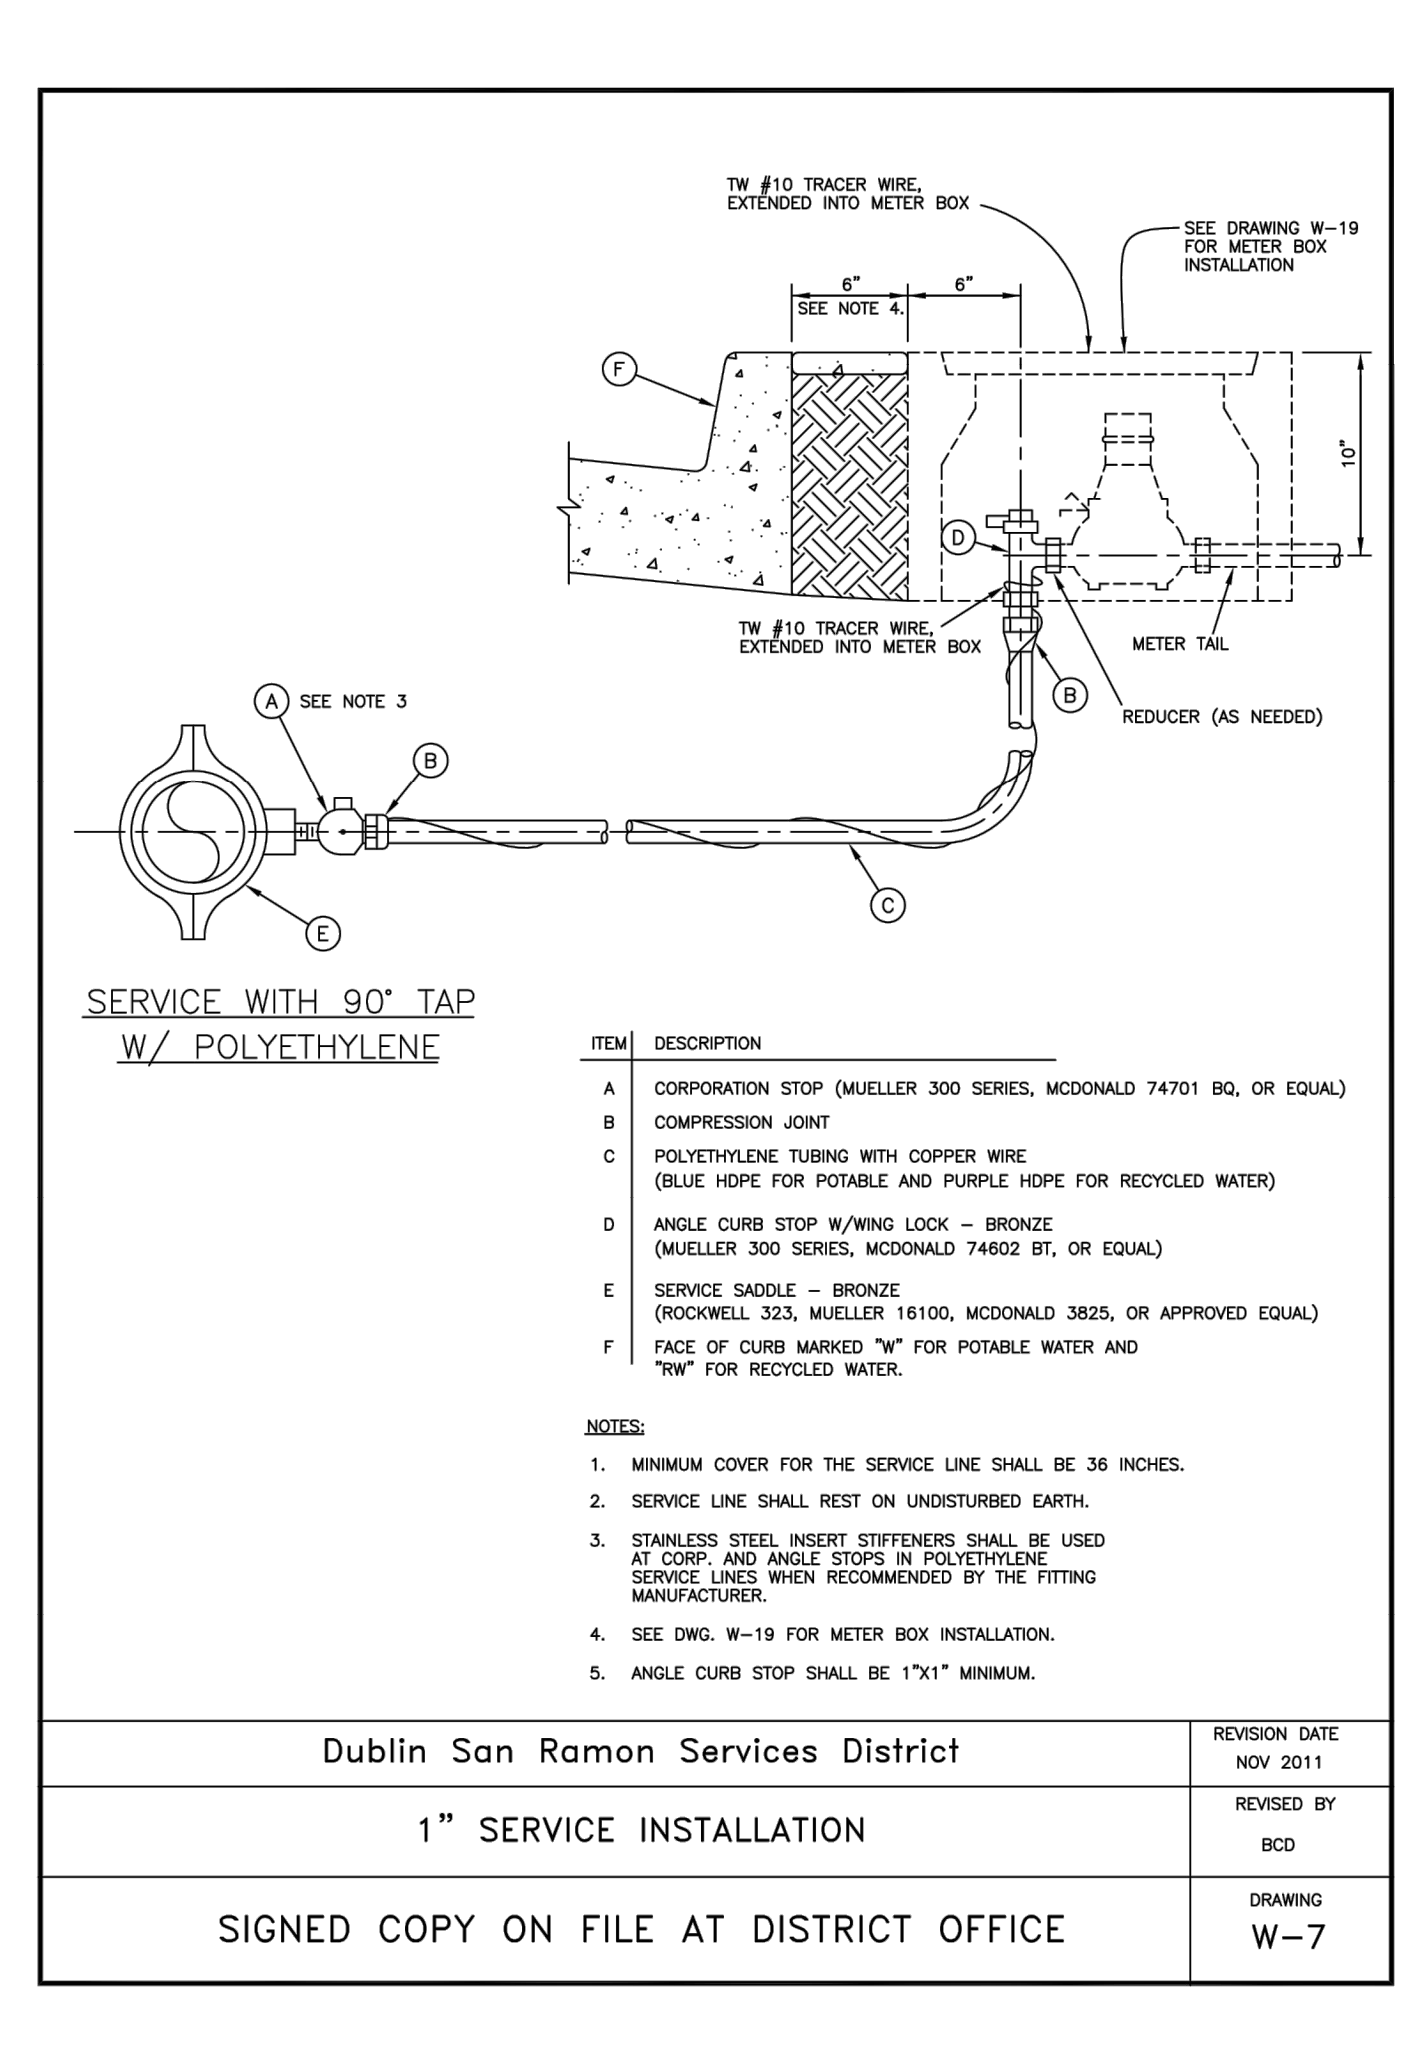 TW #10 TRACER WIRE,
EXTENDED INTO METER BOX
SEE DRAWING W-19
FOR METER BOX
INSTALLATION
6"
6"
SEE NOTE 4.
F
10"
D
TW #10 TRACER WIRE,
EXTENDED INTO METER BOX
METER TAIL
B
REDUCER (AS NEEDED)
A SEE NOTE 3
B
C
E
SERVICE WITH 90° TAP
W/ POLYETHYLENE
ITEM DESCRIPTION
A CORPORATION STOP (MUELLER 300 SERIES, MCDONALD 74701 BQ, OR EQUAL)
B COMPRESSION JOINT
C POLYETHYLENE TUBING WITH COPPER WIRE
(BLUE HDPE FOR POTABLE AND PURPLE HDPE FOR RECYCLED WATER)
D ANGLE CURB STOP W/WING LOCK – BRONZE
(MUELLER 300 SERIES, MCDONALD 74602 BT, OR EQUAL)
E SERVICE SADDLE – BRONZE
(ROCKWELL 323, MUELLER 16100, MCDONALD 3825, OR APPROVED EQUAL)
F FACE OF CURB MARKED "W" FOR POTABLE WATER AND
"RW" FOR RECYCLED WATER.
NOTES:
1. MINIMUM COVER FOR THE SERVICE LINE SHALL BE 36 INCHES.
2. SERVICE LINE SHALL REST ON UNDISTURBED EARTH.
3. STAINLESS STEEL INSERT STIFFENERS SHALL BE USED
AT CORP. AND ANGLE STOPS IN POLYETHYLENE
SERVICE LINES WHEN RECOMMENDED BY THE FITTING
MANUFACTURER.
4. SEE DWG. W-19 FOR METER BOX INSTALLATION.
5. ANGLE CURB STOP SHALL BE 1"X1" MINIMUM.
Dublin San Ramon Services District
REVISION DATE
NOV 2011
1" SERVICE INSTALLATION
REVISED BY
BCD
SIGNED COPY ON FILE AT DISTRICT OFFICE
DRAWING
W-7